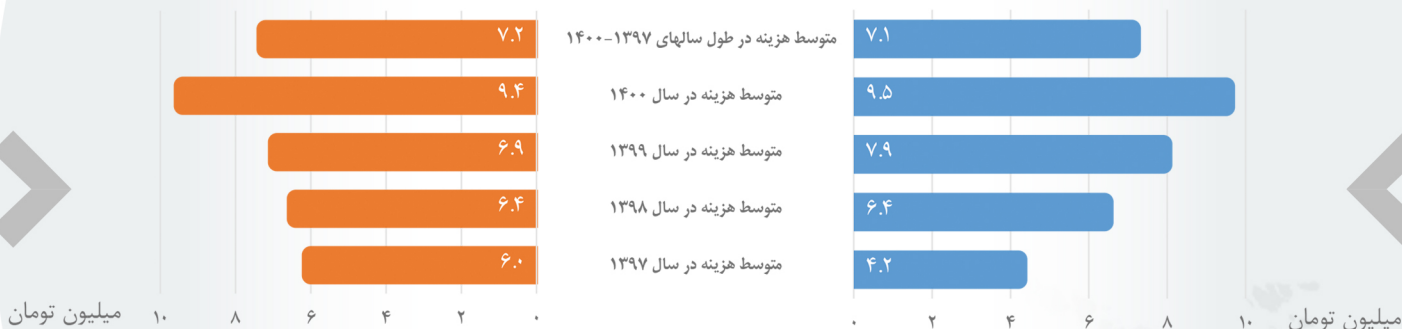 ۷.۱ متوسط هزینه در طول سالهای ۱۳۹۷-۱۴۰۰ ۷.۲
۹.۵ متوسط هزینه در سال ۱۴۰۰ ۹.۴
۷.۹ متوسط هزینه در سال ۱۳۹۹ ۶.۹
۶.۴ متوسط هزینه در سال ۱۳۹۸ ۶.۴
۴.۲ متوسط هزینه در سال ۱۳۹۷ ۶.۰
میلیون تومان ۱۰ ۸ ۶ ۴ ۲ ۰
۰ ۲ ۴ ۶ ۸ ۱۰ میلیون تومان